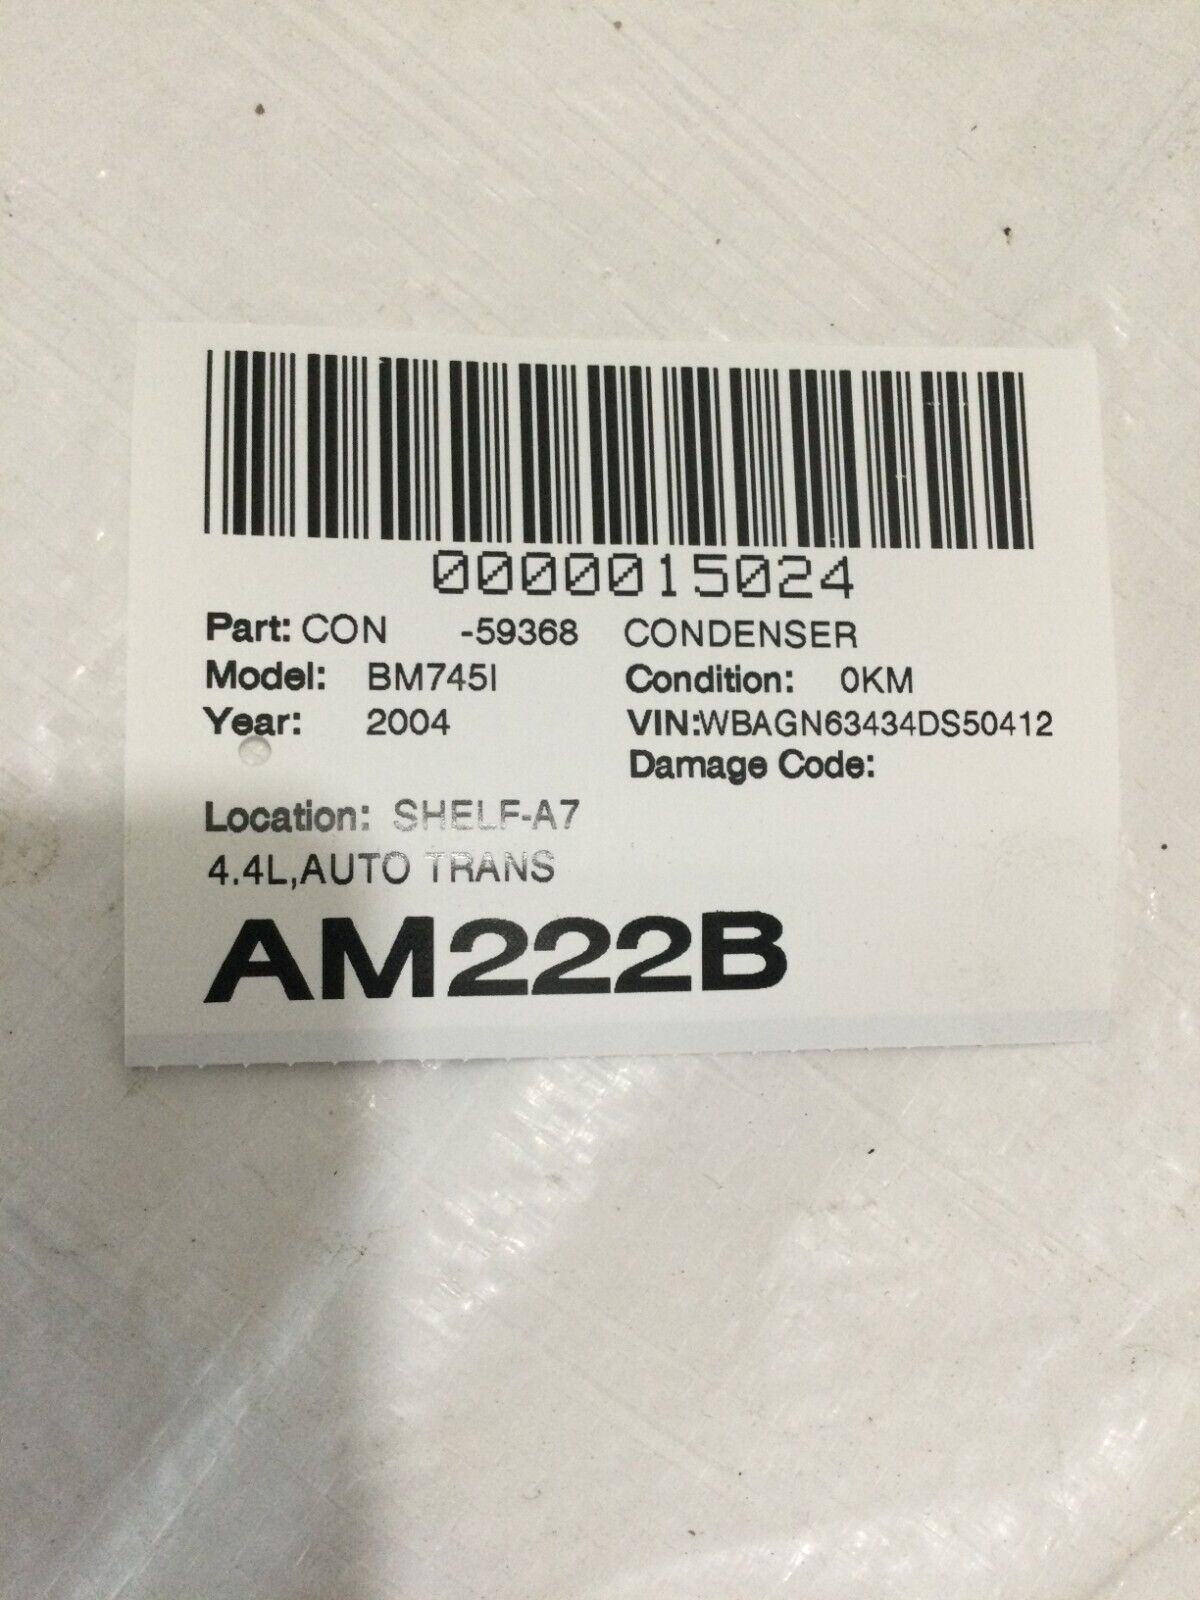 0000015024
Part: CON -59368 CONDENSER
Model: BM745I Condition: 0KM
Year: 2004 VIN:WBAGN63434DS50412
Damage Code:
Location: SHELF-A7
4.4L,AUTO TRANS
AM222B